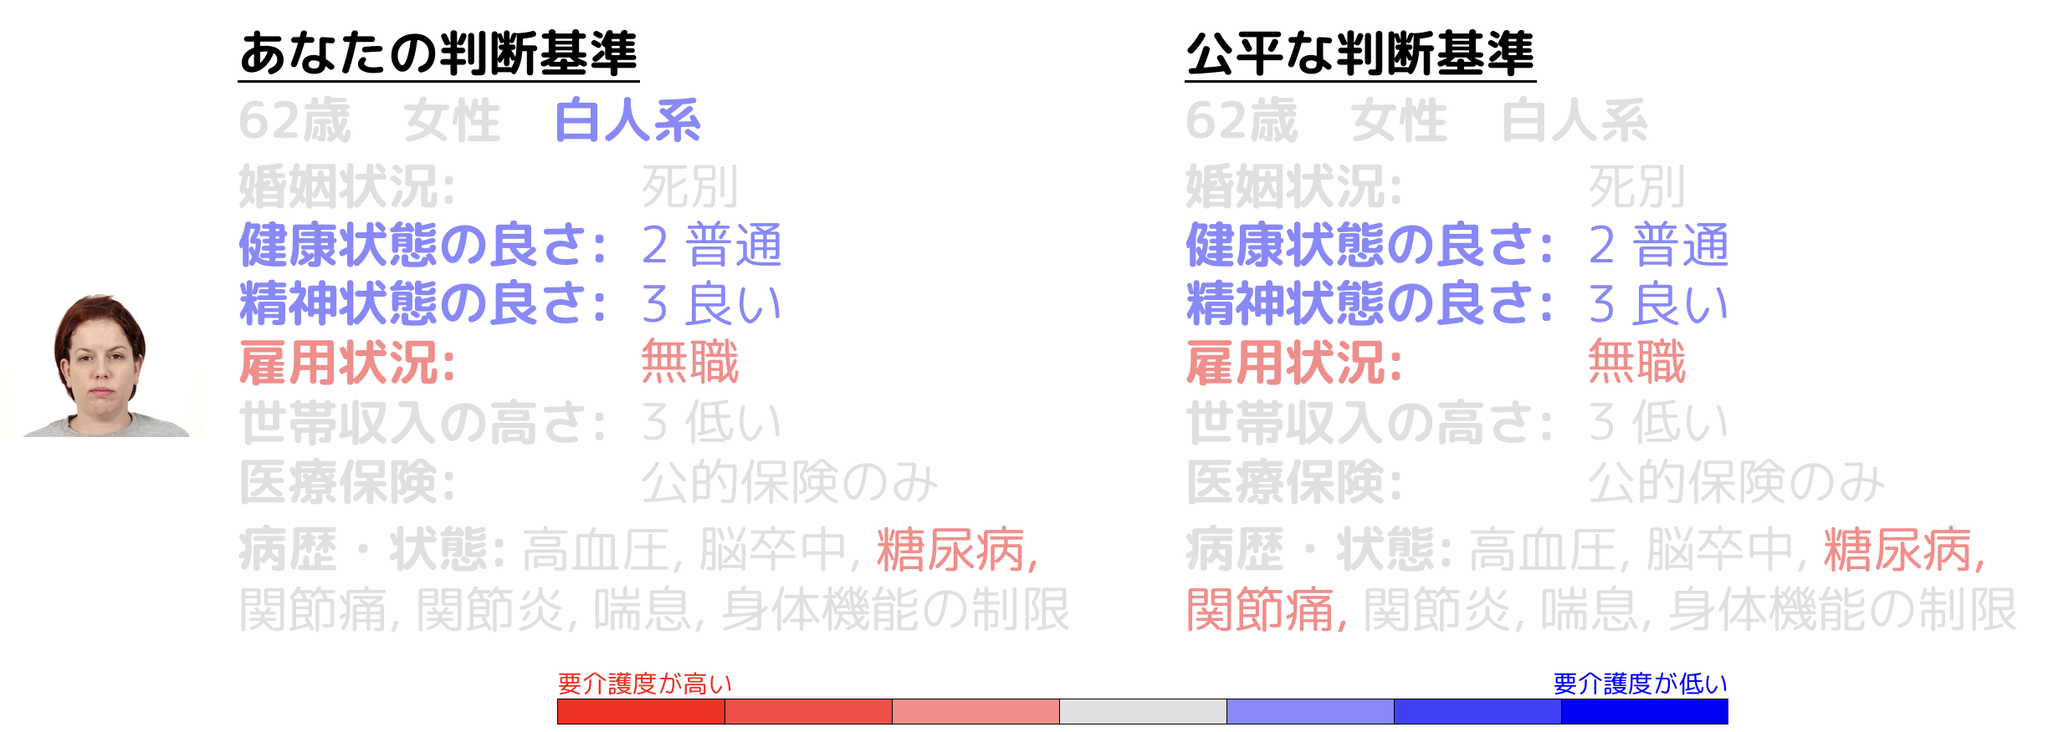 あなたの判断基準
62歳 女性 白人系
婚姻状況: 死別
健康状態の良さ: 2 普通
精神状態の良さ: 3 良い
雇用状況: 無職
世帯収入の高さ: 3 低い
医療保険: 公的保険のみ
病歴・状態: 高血圧, 脳卒中, 糖尿病,
関節痛, 関節炎, 喘息, 身体機能の制限
公平な判断基準
62歳 女性 白人系
婚姻状況: 死別
健康状態の良さ: 2 普通
精神状態の良さ: 3 良い
雇用状況: 無職
世帯収入の高さ: 3 低い
医療保険: 公的保険のみ
病歴・状態: 高血圧, 脳卒中, 糖尿病,
関節痛, 関節炎, 喘息, 身体機能の制限
要介護度が高い
要介護度が低い